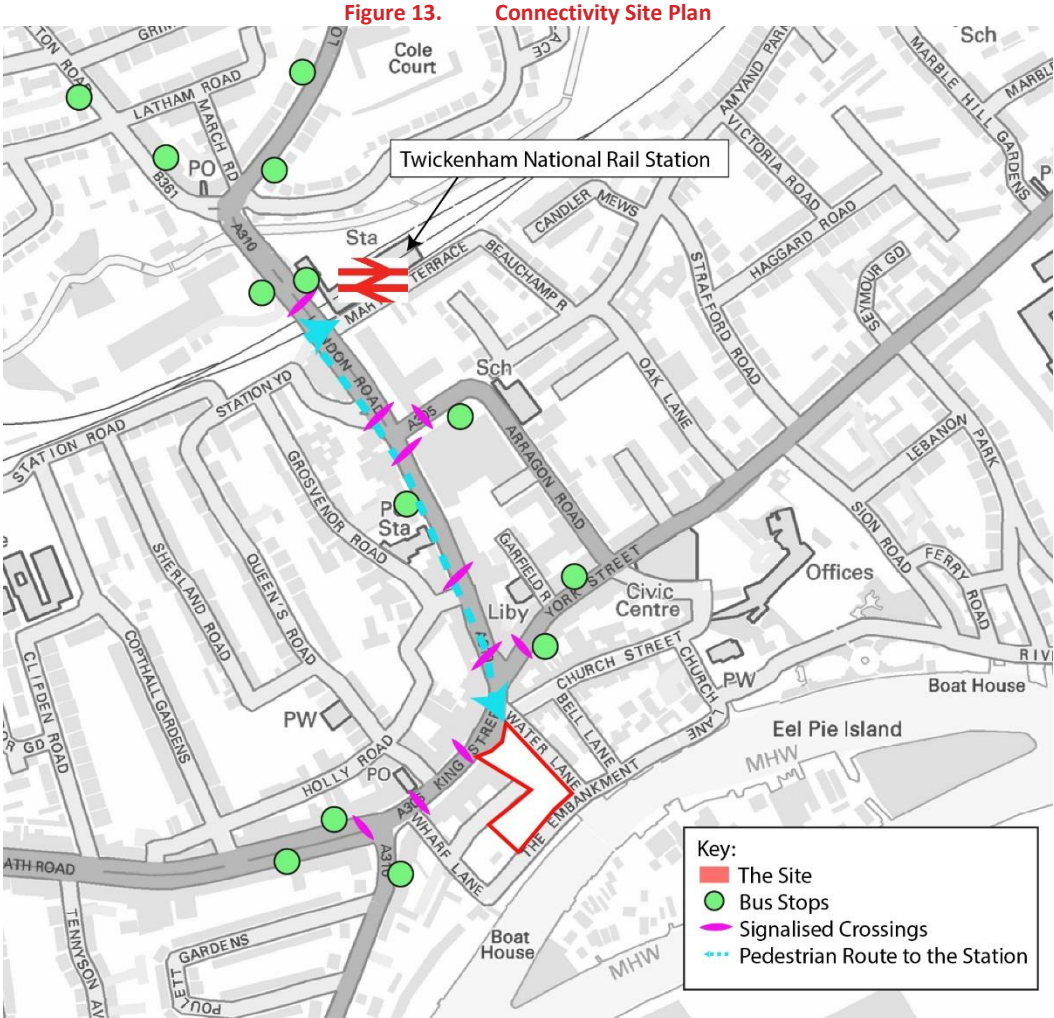 Figure 13. Connectivity Site Plan
Cole
Court
Sch
LATHAM ROAD
MARCH RD
PO
B361
A310
AMYAND PARK
MARBLE HILL GARDENS
MARBLE
VICTORIA ROAD
HAGGARD ROAD
Twickenham National Rail Station
Sta
TERRACE
CANDLER MEWS
BEAUCHAMP R
STRAFFORD ROAD
SEYMOUR GD
LONDON ROAD
OAK LANE
Sch
STATION YD
STATION ROAD
ARRAGON ROAD
GROSVENOR ROAD
LEBANON PARK
SION ROAD
FERRY ROAD
Sta
SHERLAND ROAD
QUEEN'S ROAD
GARFIELD R
YORK STREET
Liby
Civic
Centre
Offices
CLIFDEN ROAD
COPTHALL GARDENS
CHURCH STREET
CHURCH LANE
BELL LANE
WATER LANE
PW
Boat House
PW
Eel Pie Island
MHW
HOLLY ROAD
PO
KING STREET
THE EMBANKMENT
WHARF LANE
A310
ATH ROAD
TENNYSON AV
POULETT GARDENS
Boat
House
MHW
Key:
The Site
Bus Stops
Signalised Crossings
Pedestrian Route to the Station